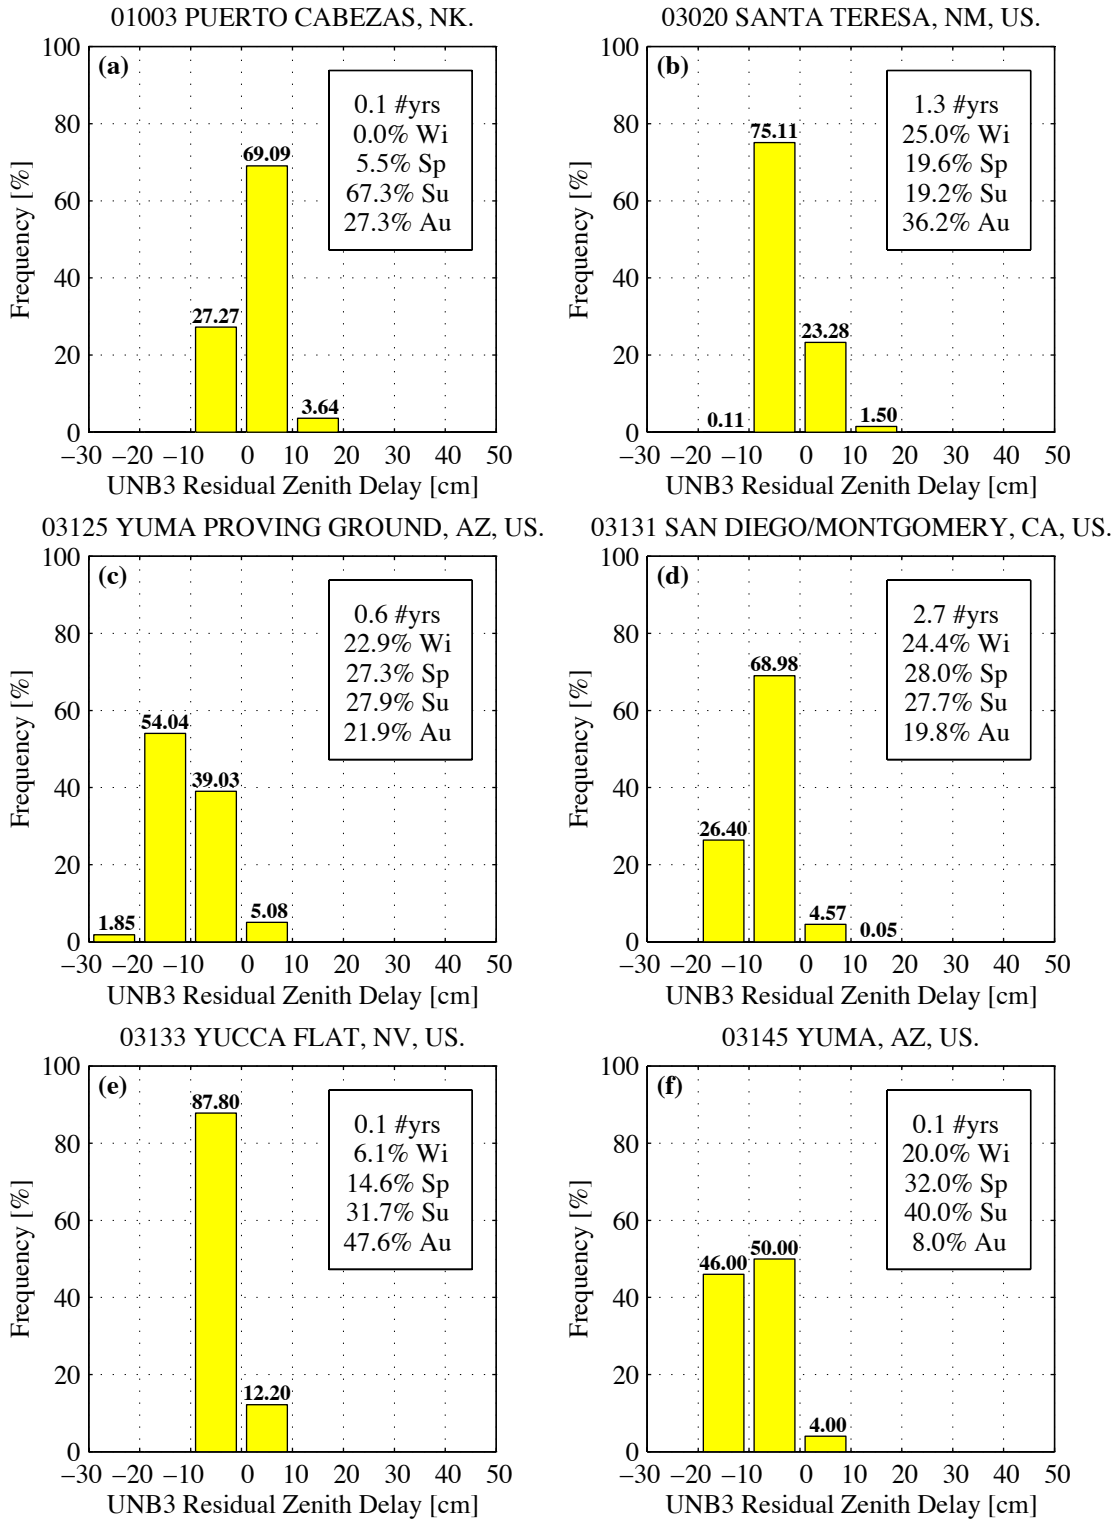 01003 PUERTO CABEZAS, NK.
(a)
0.1 #yrs
0.0% Wi
5.5% Sp
67.3% Su
27.3% Au
100
80
60
40
20
0
Frequency [%]
27.27
69.09
3.64
−30 −20 −10 0 10 20 30 40 50
UNB3 Residual Zenith Delay [cm]
03020 SANTA TERESA, NM, US.
(b)
1.3 #yrs
25.0% Wi
19.6% Sp
19.2% Su
36.2% Au
100
80
60
40
20
0
Frequency [%]
0.11
75.11
23.28
1.50
−30 −20 −10 0 10 20 30 40 50
UNB3 Residual Zenith Delay [cm]
03125 YUMA PROVING GROUND, AZ, US.
(c)
0.6 #yrs
22.9% Wi
27.3% Sp
27.9% Su
21.9% Au
100
80
60
40
20
0
Frequency [%]
1.85
54.04
39.03
5.08
−30 −20 −10 0 10 20 30 40 50
UNB3 Residual Zenith Delay [cm]
03131 SAN DIEGO/MONTGOMERY, CA, US.
(d)
2.7 #yrs
24.4% Wi
28.0% Sp
27.7% Su
19.8% Au
100
80
60
40
20
0
Frequency [%]
26.40
68.98
4.57
0.05
−30 −20 −10 0 10 20 30 40 50
UNB3 Residual Zenith Delay [cm]
03133 YUCCA FLAT, NV, US.
(e)
0.1 #yrs
6.1% Wi
14.6% Sp
31.7% Su
47.6% Au
100
80
60
40
20
0
Frequency [%]
87.80
12.20
−30 −20 −10 0 10 20 30 40 50
UNB3 Residual Zenith Delay [cm]
03145 YUMA, AZ, US.
(f)
0.1 #yrs
20.0% Wi
32.0% Sp
40.0% Su
8.0% Au
100
80
60
40
20
0
Frequency [%]
46.00
50.00
4.00
−30 −20 −10 0 10 20 30 40 50
UNB3 Residual Zenith Delay [cm]